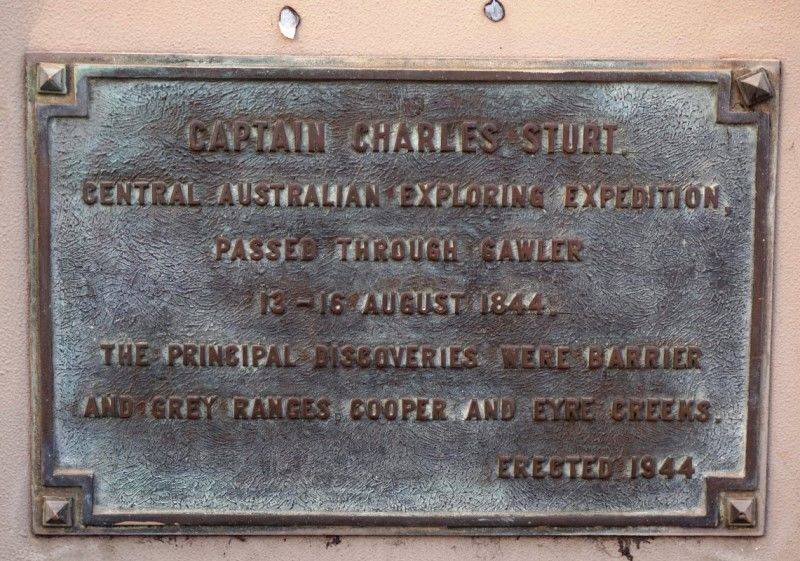 CAPTAIN CHARLES STURT.
CENTRAL AUSTRALIAN EXPLORING EXPEDITION,
PASSED THROUGH GAWLER
13-16 AUGUST 1844.
THE PRINCIPAL DISCOVERIES WERE BARRIER
AND GREY RANGES, COOPER AND EYRE CREEKS.
ERECTED 1944